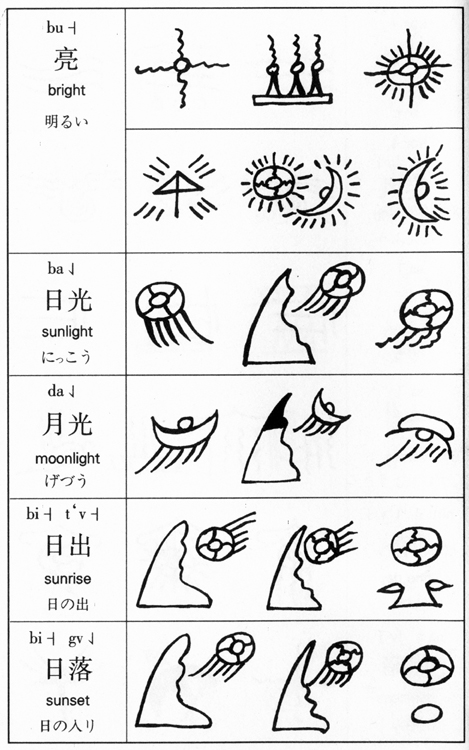 bu ˧
亮
bright
明るい
ba ˩
日光
sunlight
にっこう
da ˩
月光
moonlight
げづう
bi ˧ t‘v ˧
日出
sunrise
日の出
bi ˧ gv ˩
日落
sunset
日の入り